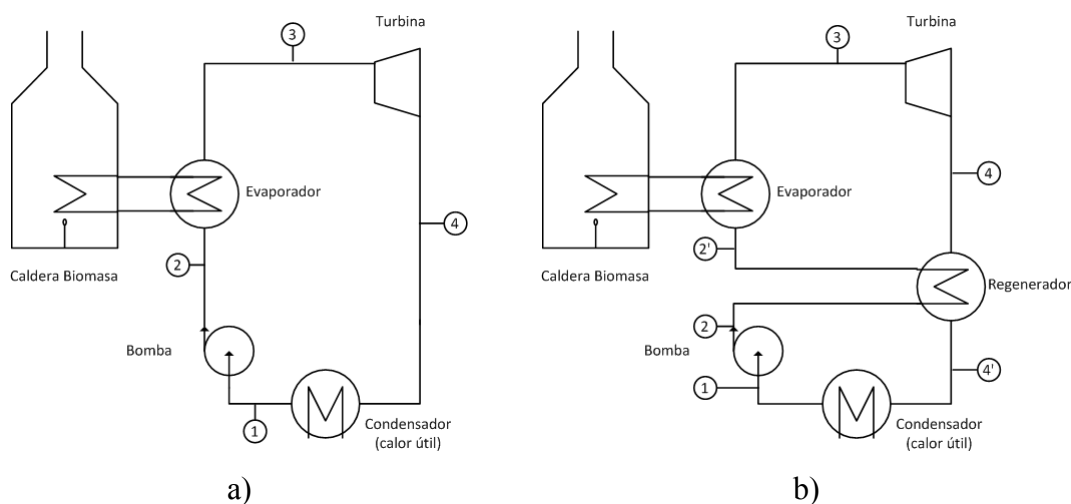 Turbina
3
Evaporador
4
2
Caldera Biomasa
Bomba
1
Condensador
(calor útil)
a)
Turbina
3
4
Evaporador
2'
Caldera Biomasa
Regenerador
2
Bomba
1
4'
Condensador
(calor útil)
b)